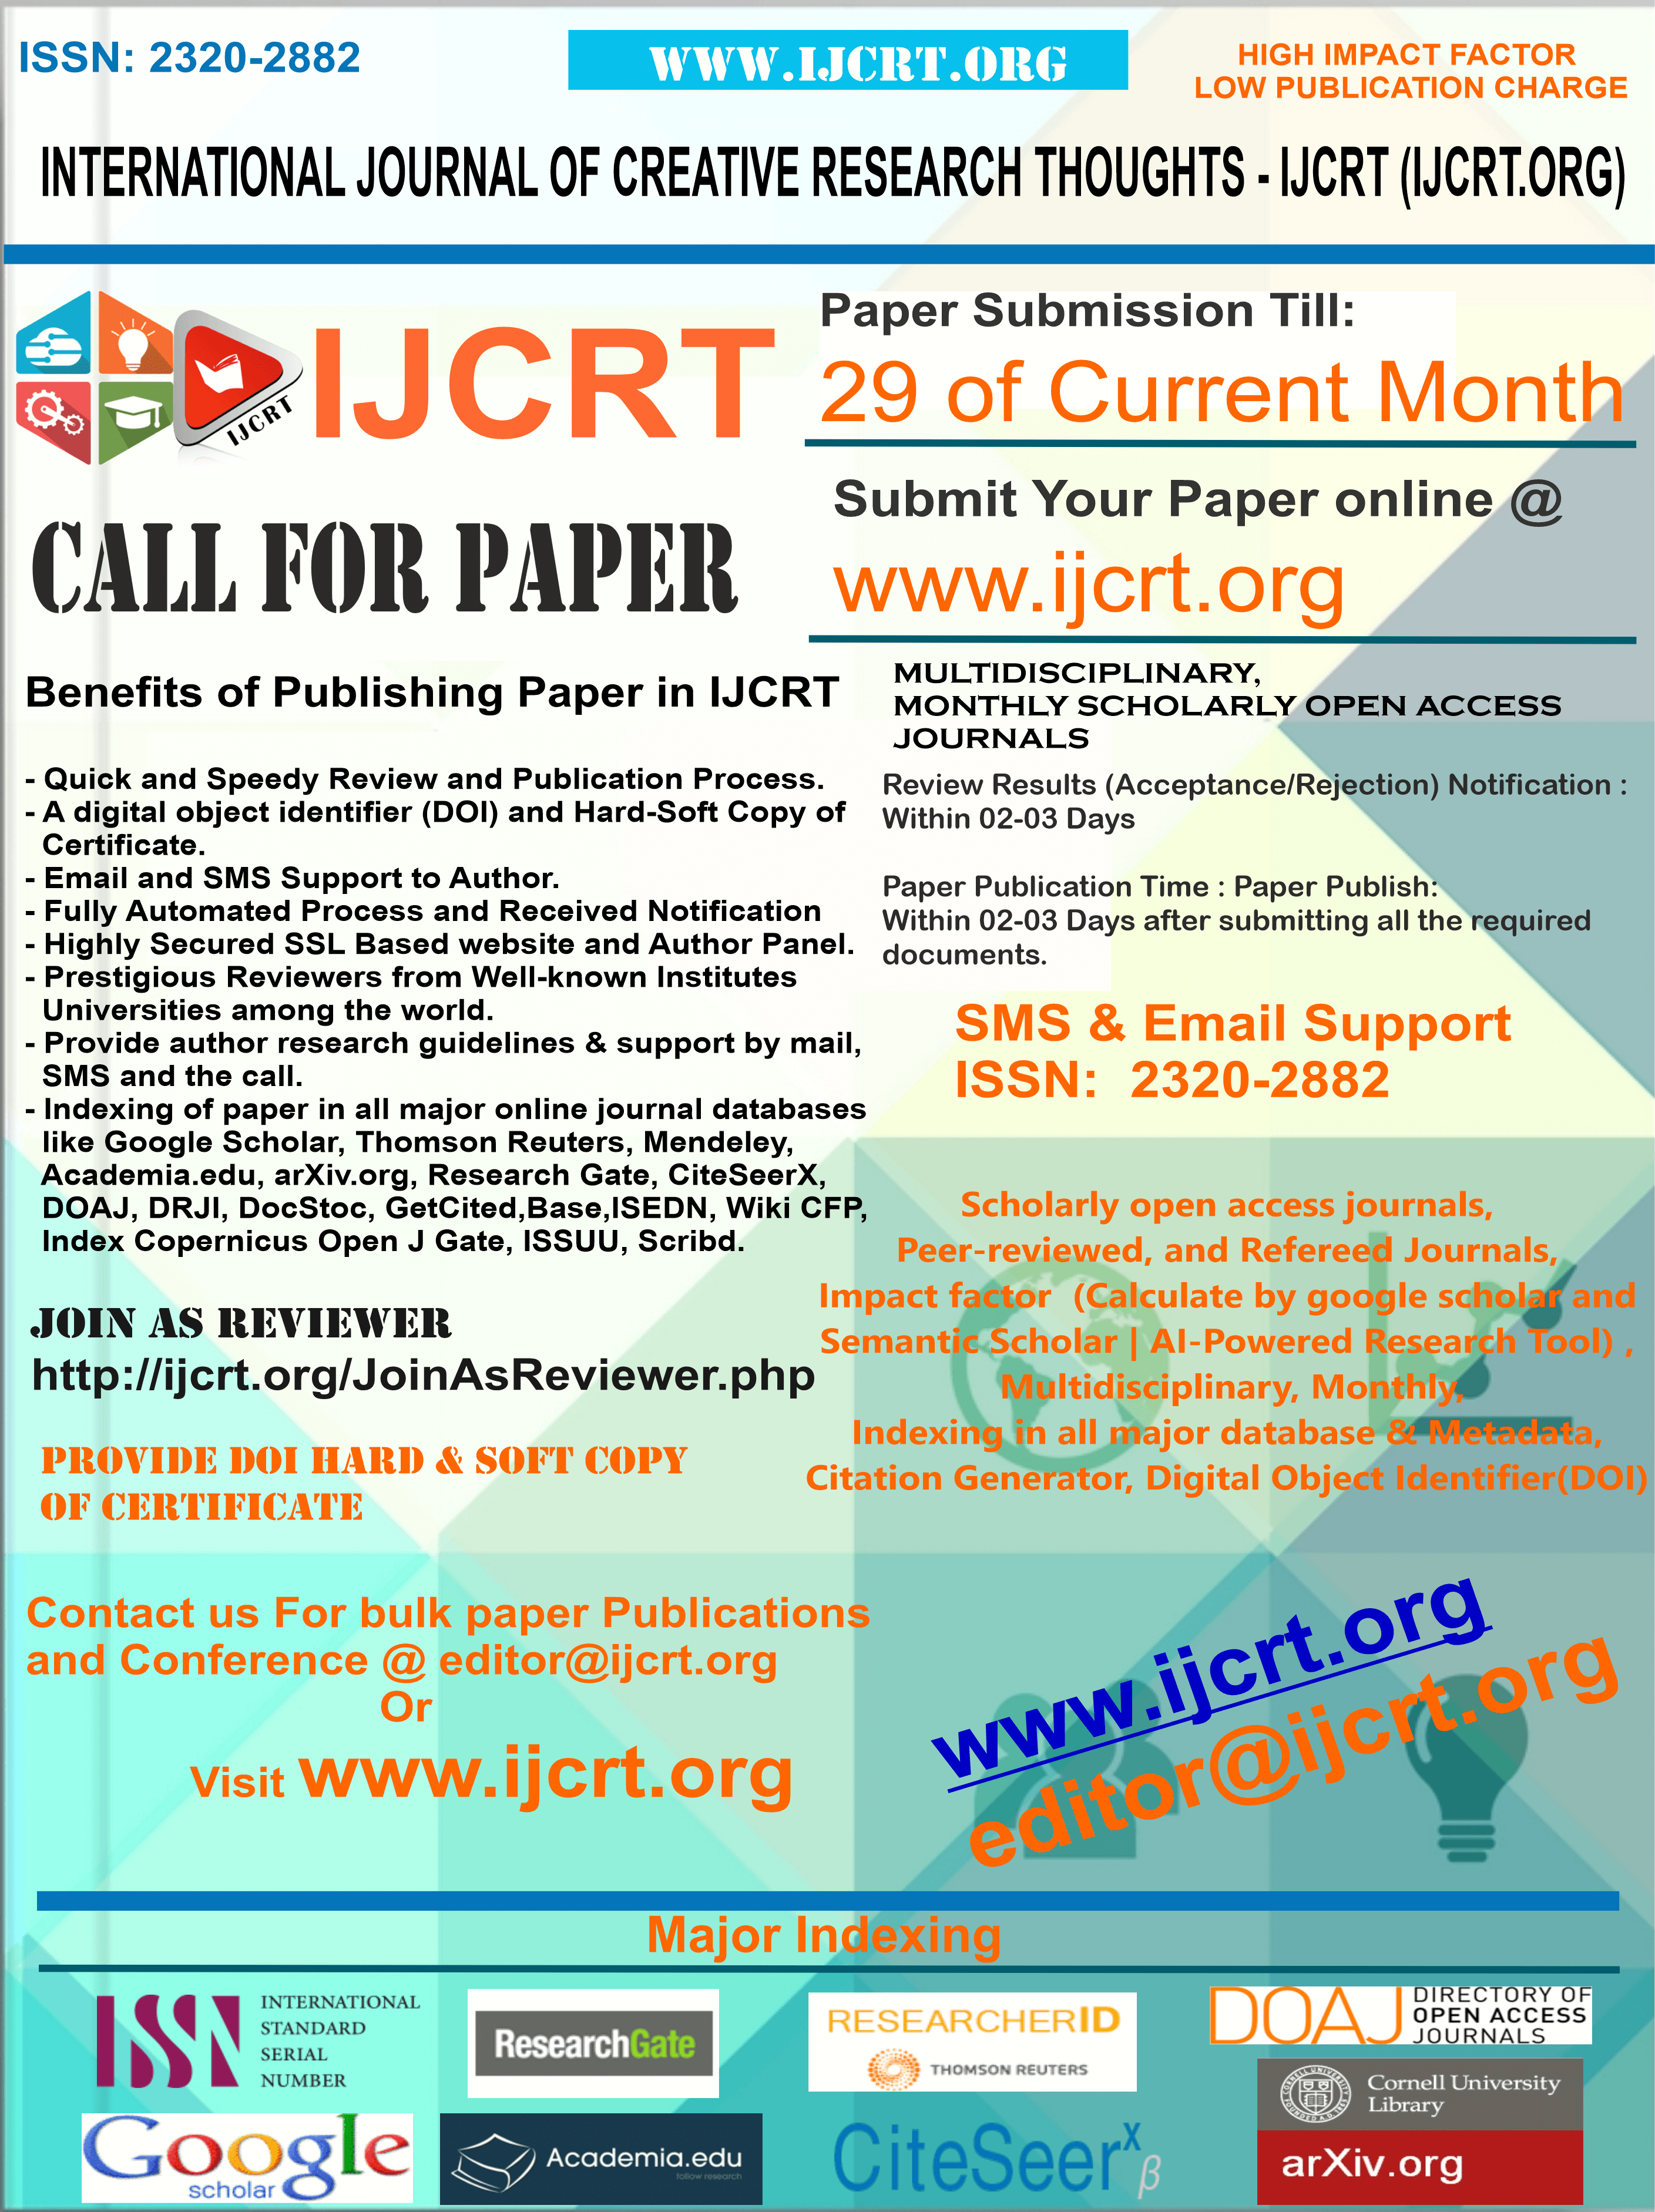 ISSN: 2320-2882
WWW.IJCRT.ORG
HIGH IMPACT FACTOR
LOW PUBLICATION CHARGE
INTERNATIONAL JOURNAL OF CREATIVE RESEARCH THOUGHTS - IJCRT (IJCRT.ORG)
IJCRT
IJCRT
Paper Submission Till:
29 of Current Month
Submit Your Paper online @
www.ijcrt.org
CALL FOR PAPER
Benefits of Publishing Paper in IJCRT
- Quick and Speedy Review and Publication Process.
- A digital object identifier (DOI) and Hard-Soft Copy of
Certificate.
- Email and SMS Support to Author.
- Fully Automated Process and Received Notification
- Highly Secured SSL Based website and Author Panel.
- Prestigious Reviewers from Well-known Institutes
Universities among the world.
- Provide author research guidelines & support by mail,
SMS and the call.
- Indexing of paper in all major online journal databases
like Google Scholar, Thomson Reuters, Mendeley,
Academia.edu, arXiv.org, Research Gate, CiteSeerX,
DOAJ, DRJI, DocStoc, GetCited,Base,ISEDN, Wiki CFP,
Index Copernicus Open J Gate, ISSUU, Scribd.
JOIN AS REVIEWER
http://ijcrt.org/JoinAsReviewer.php
PROVIDE DOI HARD & SOFT COPY
OF CERTIFICATE
Contact us For bulk paper Publications
and Conference @ editor@ijcrt.org
Or
Visit www.ijcrt.org
MULTIDISCIPLINARY,
MONTHLY SCHOLARLY OPEN ACCESS
JOURNALS
Review Results (Acceptance/Rejection) Notification :
Within 02-03 Days
Paper Publication Time : Paper Publish:
Within 02-03 Days after submitting all the required
documents.
SMS & Email Support
ISSN: 2320-2882
Scholarly open access journals,
Peer-reviewed, and Refereed Journals,
Impact factor (Calculate by google scholar and
Semantic Scholar | AI-Powered Research Tool) ,
Multidisciplinary, Monthly,
Indexing in all major database & Metadata,
Citation Generator, Digital Object Identifier(DOI)
www.ijcrt.org
editor@ijcrt.org
Major Indexing
ISSN
INTERNATIONAL
STANDARD
SERIAL
NUMBER
ResearchGate
RESEARCHERID
THOMSON REUTERS
DOAJ
DIRECTORY OF
OPEN ACCESS
JOURNALS
Google
scholar
Academia.edu
follow research
CiteSeerX
β
Cornell University
Library
arXiv.org